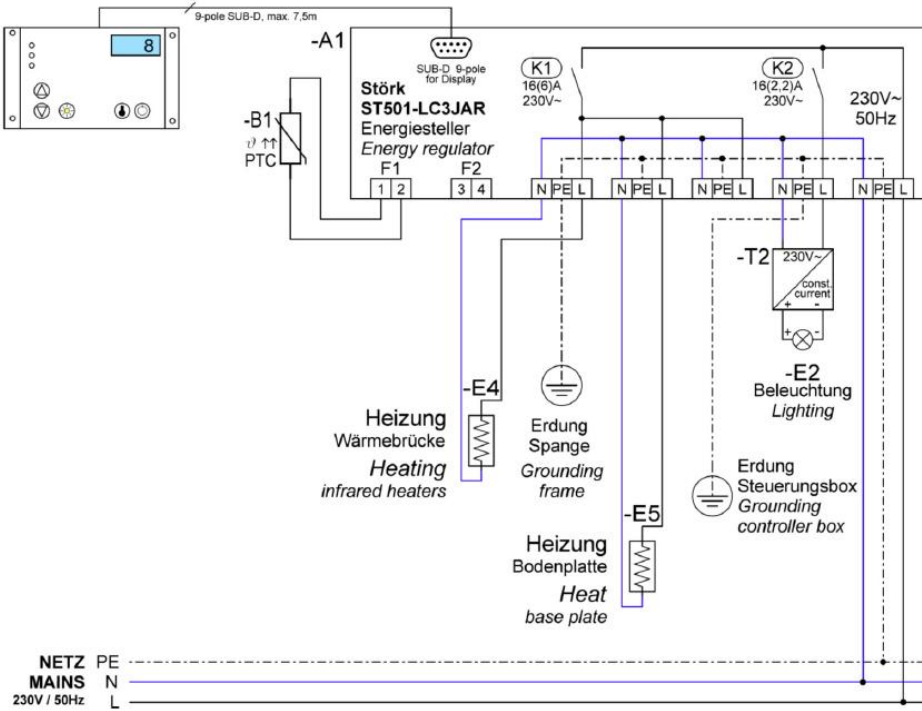 9-pole SUB-D, max. 7,5m
8
-A1
SUB-D 9-pole
for Display
Störk
ST501-LC3JAR
Energiesteller
Energy regulator
F1
F2
1 2
3 4
-B1
ϑ ↑↑
PTC
K1
16(6)A
230V~
K2
16(2,2)A
230V~
230V~
50Hz
N PE L
N PE L
N PE L
N PE L
N PE L
-T2
230V~
const.
current
+ -
+ -
-E2
Beleuchtung
Lighting
-E4
Heizung
Wärmebrücke
Heating
infrared heaters
Erdung
Spange
Grounding
frame
Erdung
Steuerungsbox
Grounding
controller box
-E5
Heizung
Bodenplatte
Heat
base plate
NETZ PE
MAINS N
230V / 50Hz L